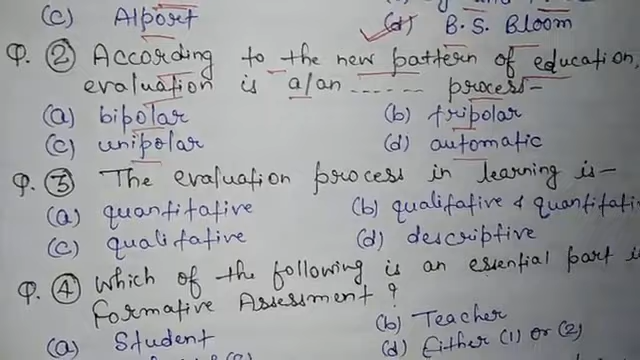 (c) Alport
(d) B. S. Bloom
Q. (2) According to the new pattern of education,
evaluation is a/an ...... process-
(a) bipolar (b) tripolar
(c) unipolar (d) automatic
Q. (3) The evaluation process in learning is-
(a) quantitative (b) qualitative & quantitative
(c) qualitative (d) descriptive
Q. (4) Which of the following is an essential part
Formative Assessment?
(a) Student (b) Teacher
(d) Either (1) or (2)